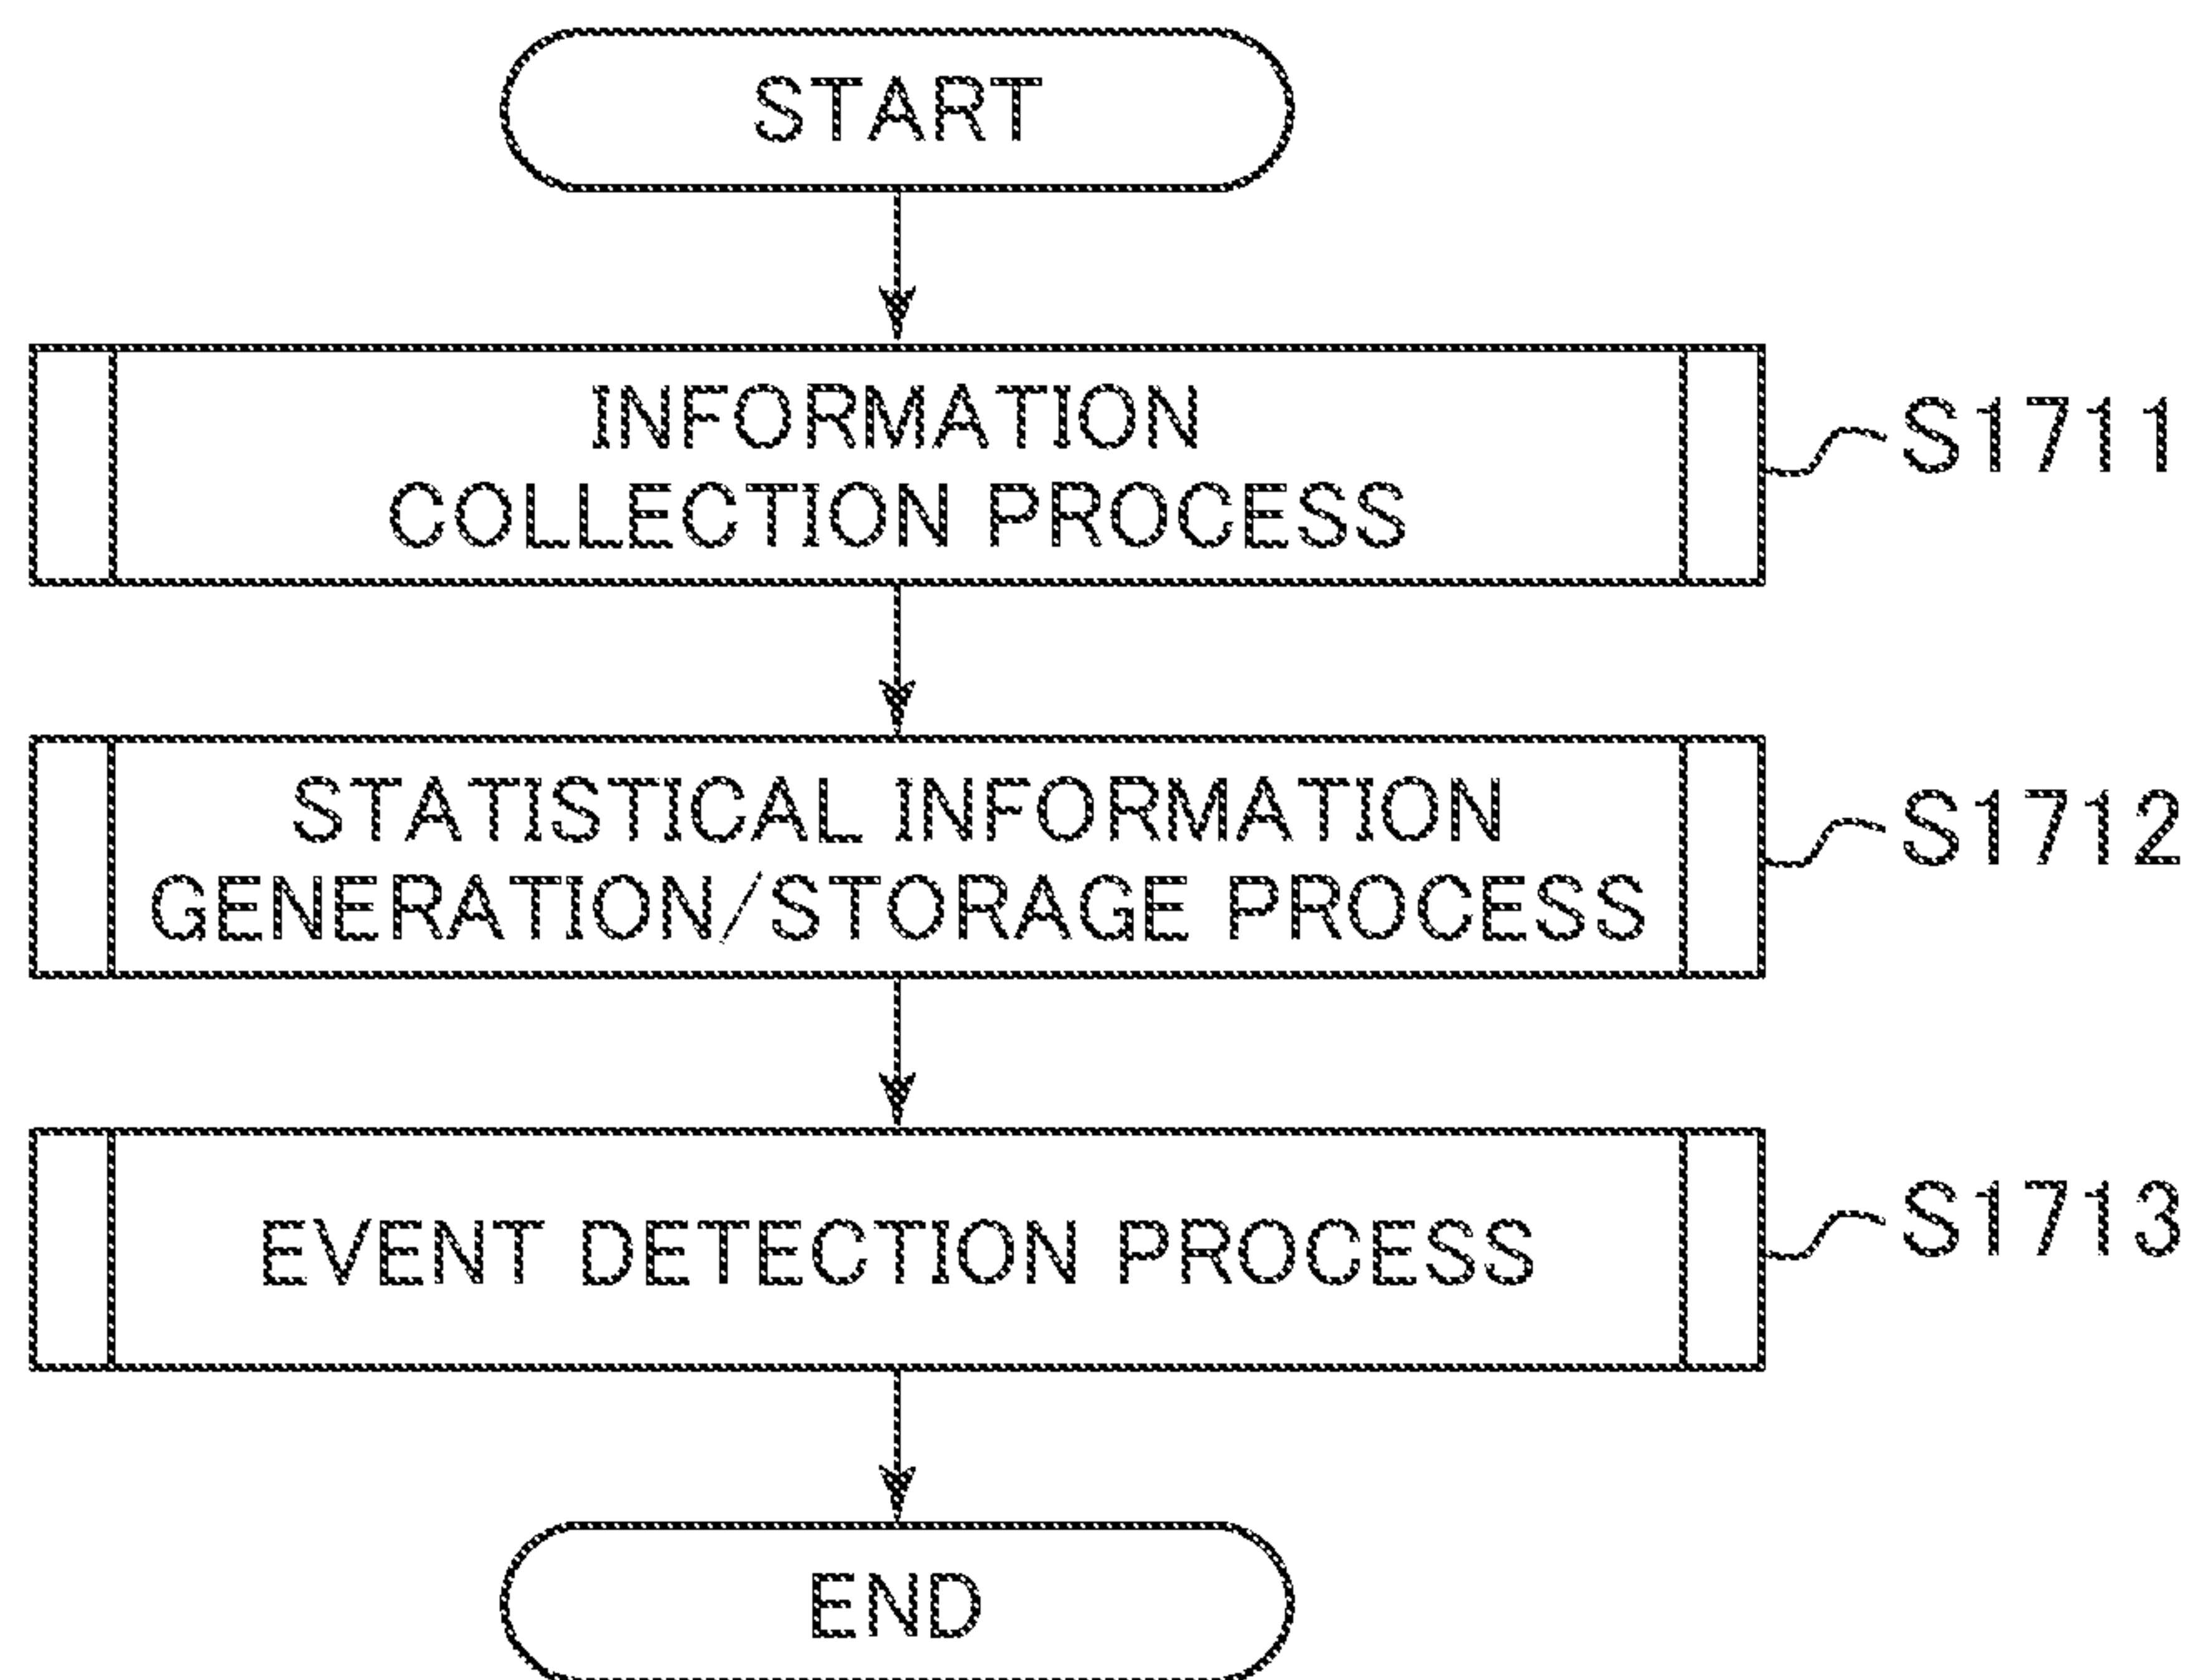 START
INFORMATION
COLLECTION PROCESS
S1711
STATISTICAL INFORMATION
GENERATION/STORAGE PROCESS
S1712
EVENT DETECTION PROCESS
S1713
END